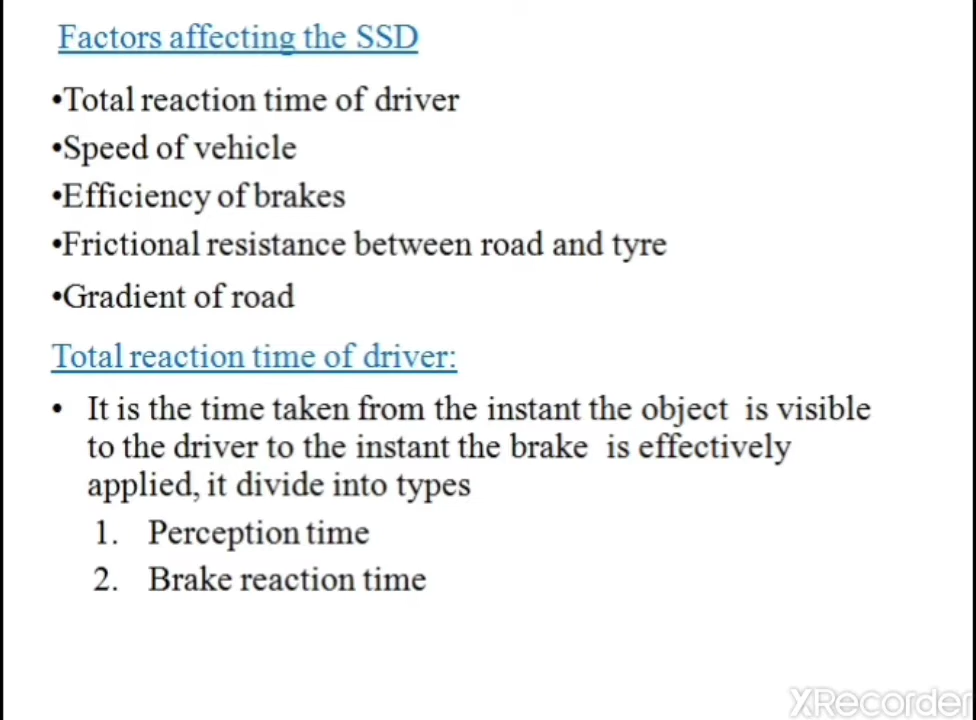 Factors affecting the SSD
•Total reaction time of driver
•Speed of vehicle
•Efficiency of brakes
•Frictional resistance between road and tyre
•Gradient of road
Total reaction time of driver:
• It is the time taken from the instant the object is visible
to the driver to the instant the brake is effectively
applied, it divide into types
1. Perception time
2. Brake reaction time
XRecorder